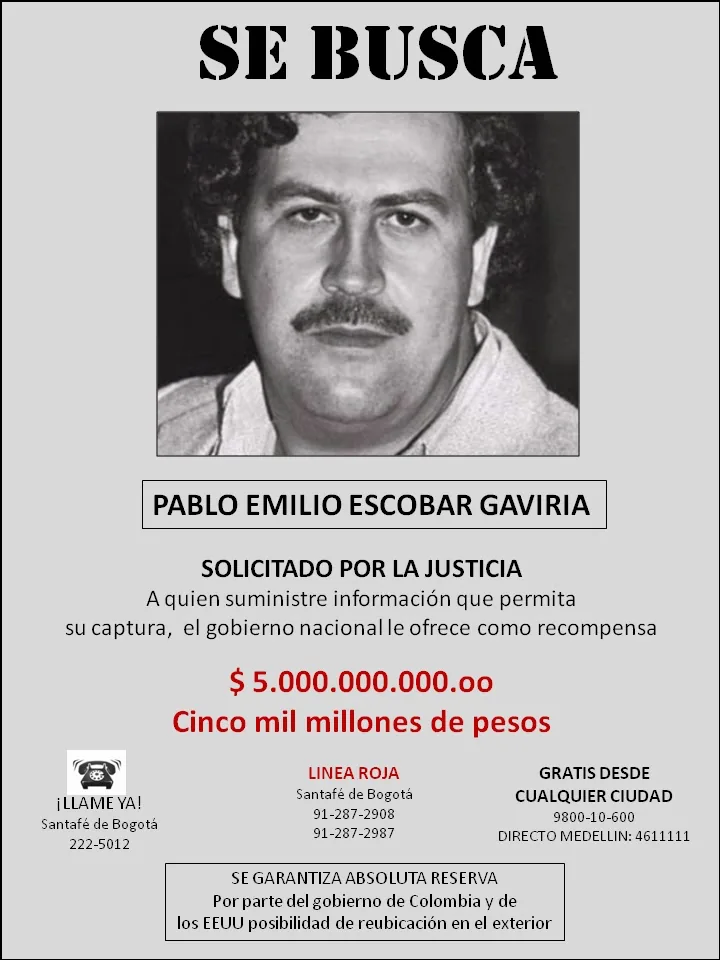 SE BUSCA
PABLO EMILIO ESCOBAR GAVIRIA
SOLICITADO POR LA JUSTICIA
A quien suministre información que permita
su captura, el gobierno nacional le ofrece como recompensa
$ 5.000.000.000.oo
Cinco mil millones de pesos
¡LLAME YA!
Santafé de Bogotá
222-5012
LINEA ROJA
Santafé de Bogotá
91-287-2908
91-287-2987
GRATIS DESDE
CUALQUIER CIUDAD
9800-10-600
DIRECTO MEDELLIN: 4611111
SE GARANTIZA ABSOLUTA RESERVA
Por parte del gobierno de Colombia y de
los EEUU posibilidad de reubicación en el exterior